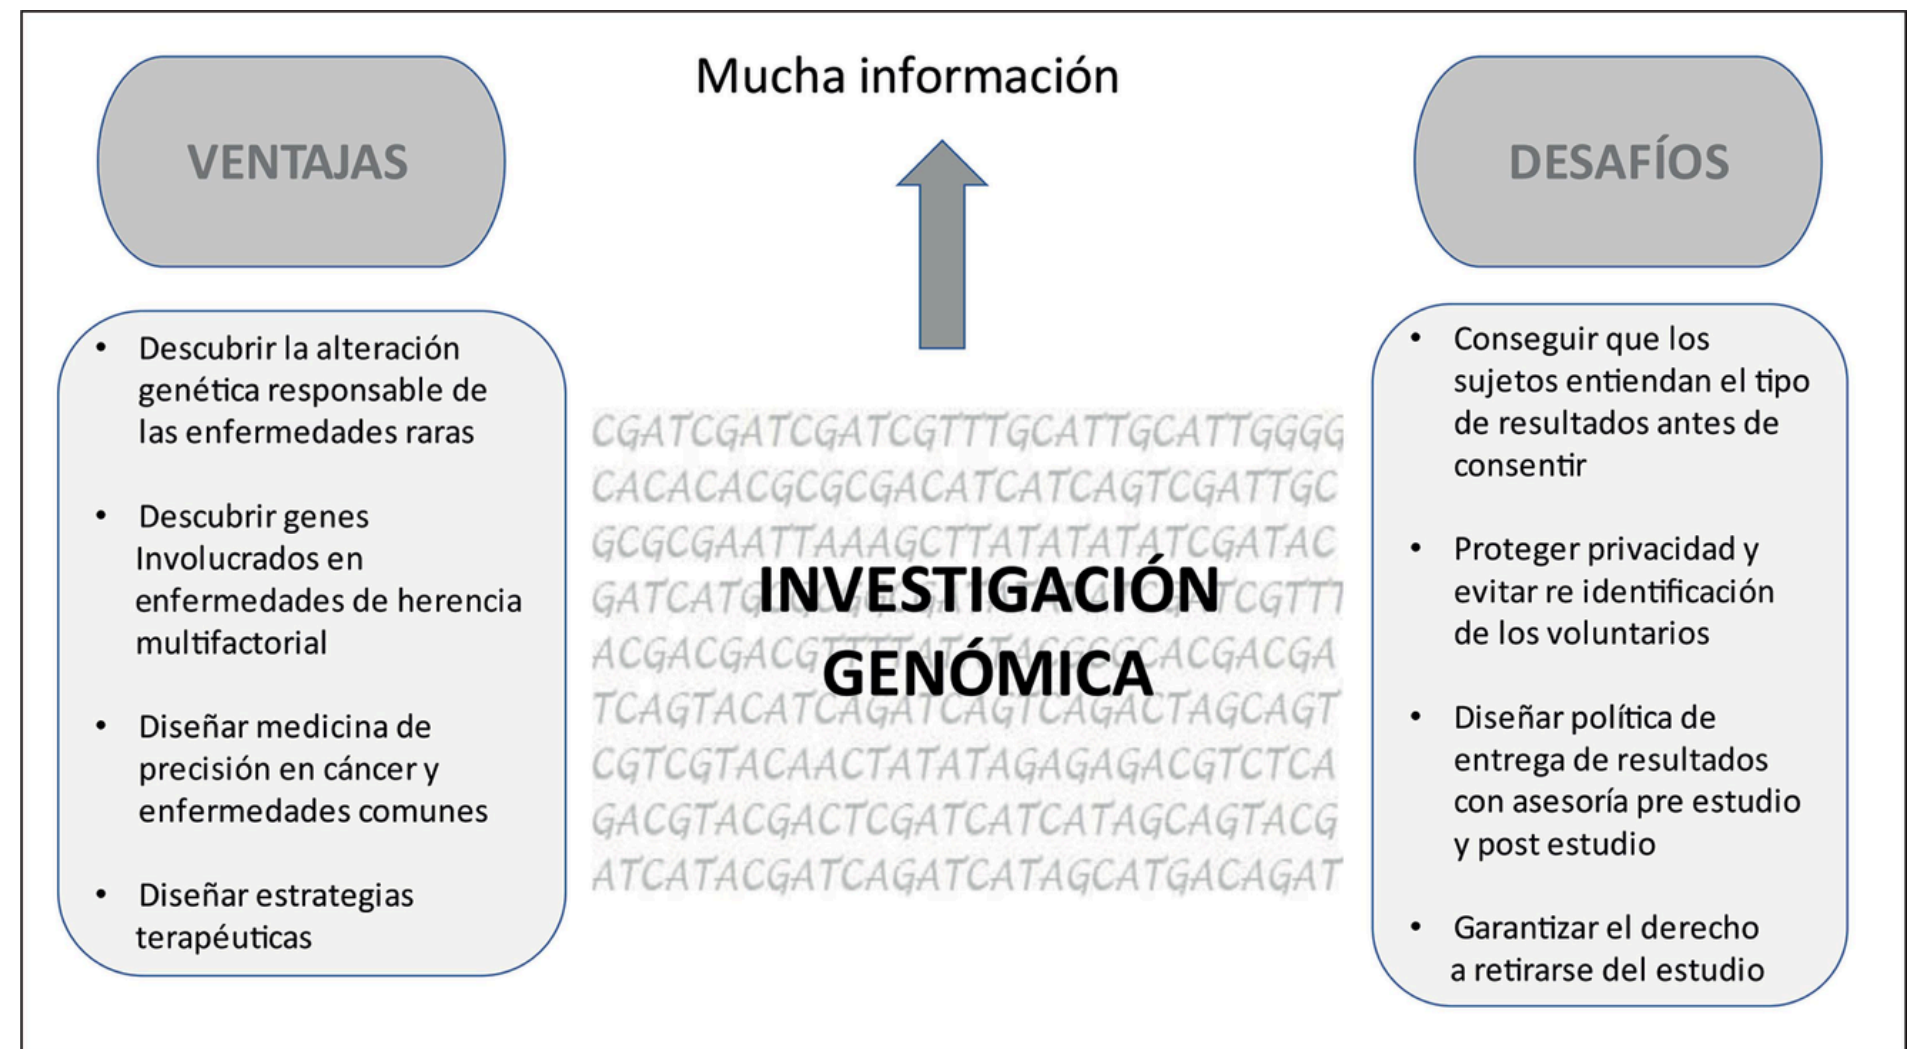 Mucha información
VENTAJAS
• Descubrir la alteración
genética responsable de
las enfermedades raras
• Descubrir genes
Involucrados en
enfermedades de herencia
multifactorial
• Diseñar medicina de
precisión en cáncer y
enfermedades comunes
• Diseñar estrategias
terapéuticas
CGATCGATCGATCGTTTGCATTGCATTGGGG
CACACACGCGCGACATCATCAGTCGATTGC
GCGCGAATTAAAGCTTATATATATCGATAC
INVESTIGACIÓN
GENÓMICA
TCAGTACATCAGATCAGTCAGACTAGCAGT
CGTCGTACAACTATATAGAGAGACGTCTCA
GACGTACGACTCGATCATCATAGCAGTACG
ATCATACGATCAGATCATAGCATGACAGAT
DESAFÍOS
• Conseguir que los
sujetos entiendan el tipo
de resultados antes de
consentir
• Proteger privacidad y
evitar re identificación
de los voluntarios
• Diseñar política de
entrega de resultados
con asesoría pre estudio
y post estudio
• Garantizar el derecho
a retirarse del estudio